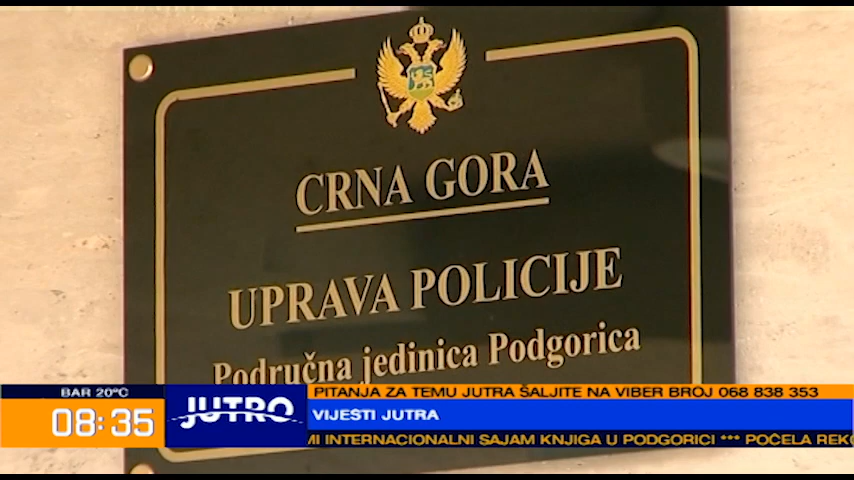 CRNA GORA
UPRAVA POLICIJE
Područna jedinica Podgorica
BAR 20°C
PITANJA ZA TEMU JUTRA ŠALJITE NA VIBER BROJ 068 838 353
08:35
JUTRO
VIJESTI JUTRA
INTERNACIONALNI SAJAM KNJIGA U PODGORICI *** POČELA